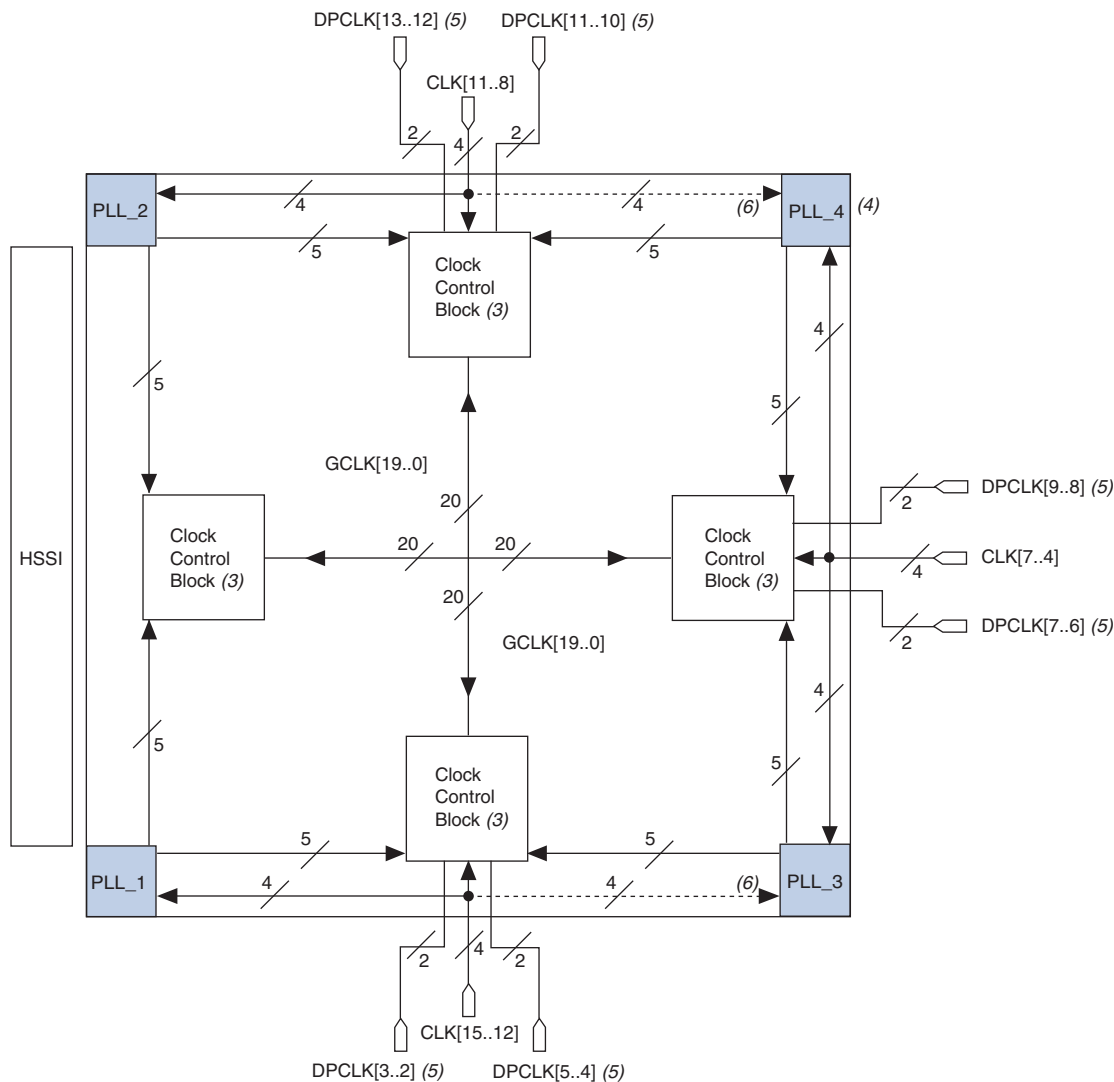 DPCLK[13..12] (5)
DPCLK[11..10] (5)
CLK[11..8]
2
4
2
PLL_2
4
4
(6)
PLL_4
(4)
5
5
Clock
Control
Block (3)
4
5
5
GCLK[19..0]
20
DPCLK[9..8] (5)
2
HSSI
Clock
Control
Block (3)
20
20
Clock
Control
Block (3)
CLK[7..4]
4
20
DPCLK[7..6] (5)
2
GCLK[19..0]
4
5
5
Clock
Control
Block (3)
5
5
PLL_1
4
4
(6)
PLL_3
2
4
2
CLK[15..12]
DPCLK[3..2] (5)
DPCLK[5..4] (5)